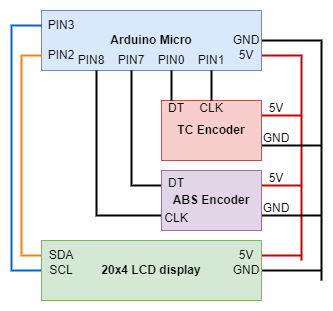 PIN3
Arduino Micro
GND
PIN2
5V
PIN8
PIN7
PIN0
PIN1
DT
CLK
5V
TC Encoder
GND
DT
5V
ABS Encoder
GND
CLK
SDA
5V
SCL
20x4 LCD display
GND